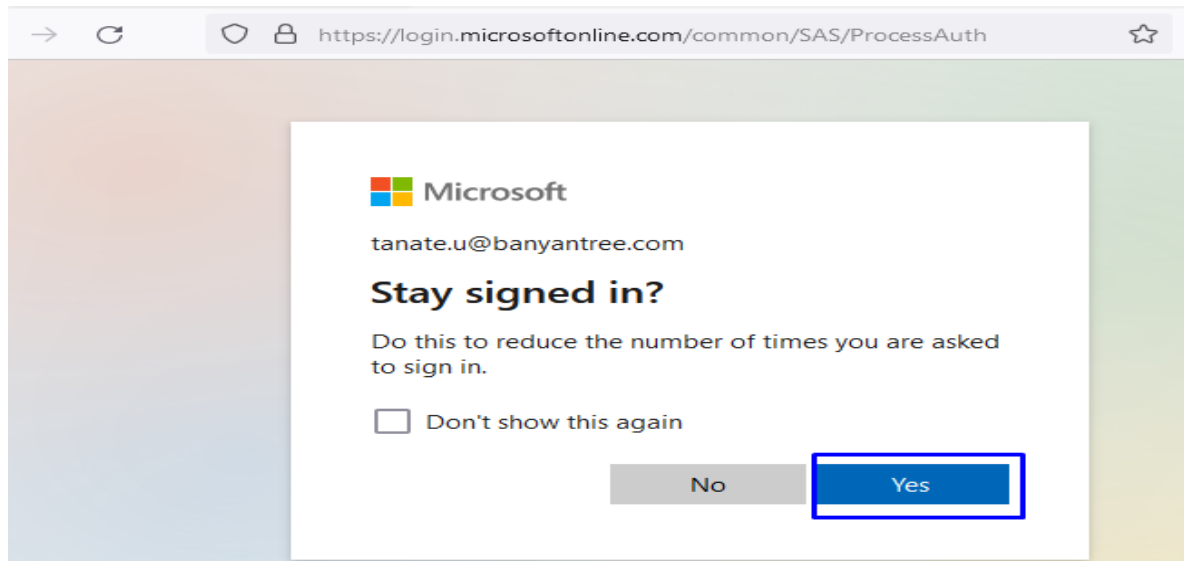 https://login.microsoftonline.com/common/SAS/ProcessAuth
Microsoft
tanate.u@banyantree.com
Stay signed in?
Do this to reduce the number of times you are asked
to sign in.
Don't show this again
No
Yes